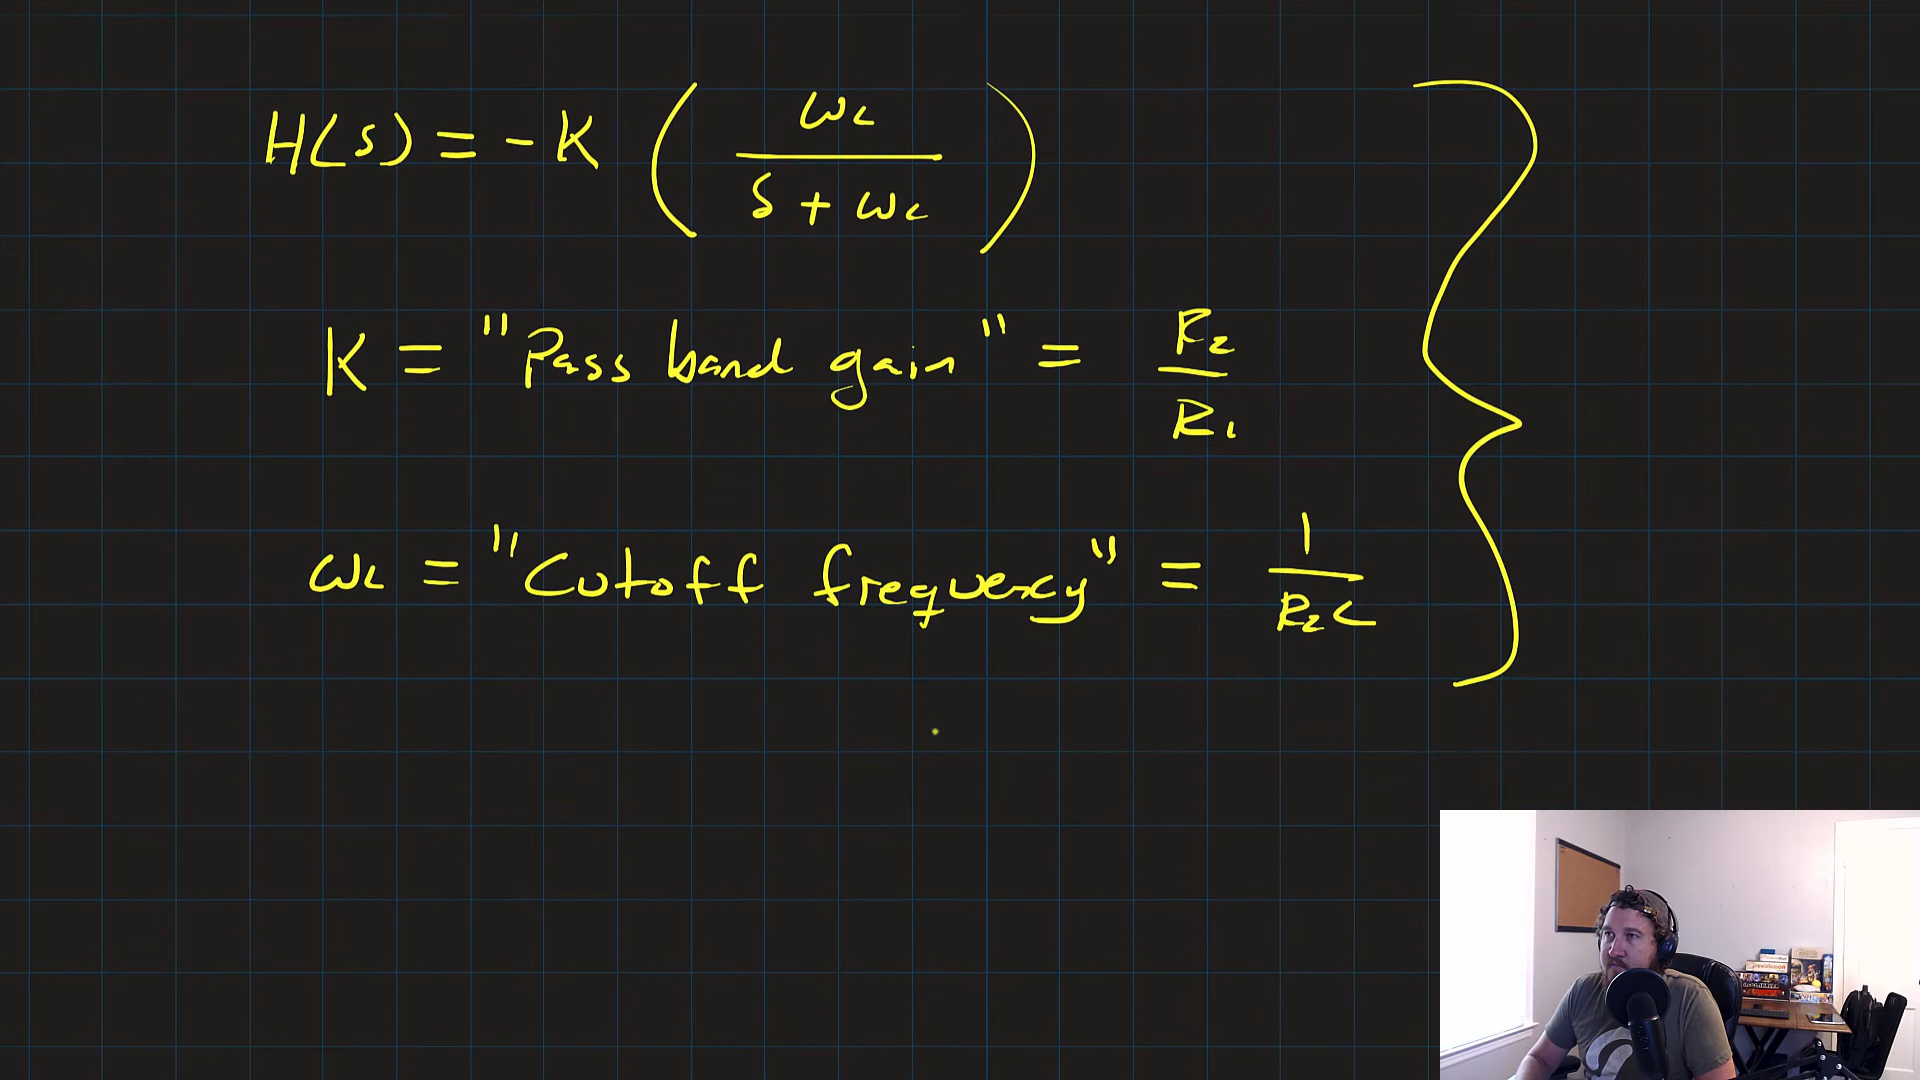 H(s) = -K ( ωc / s + ωc )
K = "Pass band gain" = R2 / R1
ωc = "Cutoff frequency" = 1 / R2C